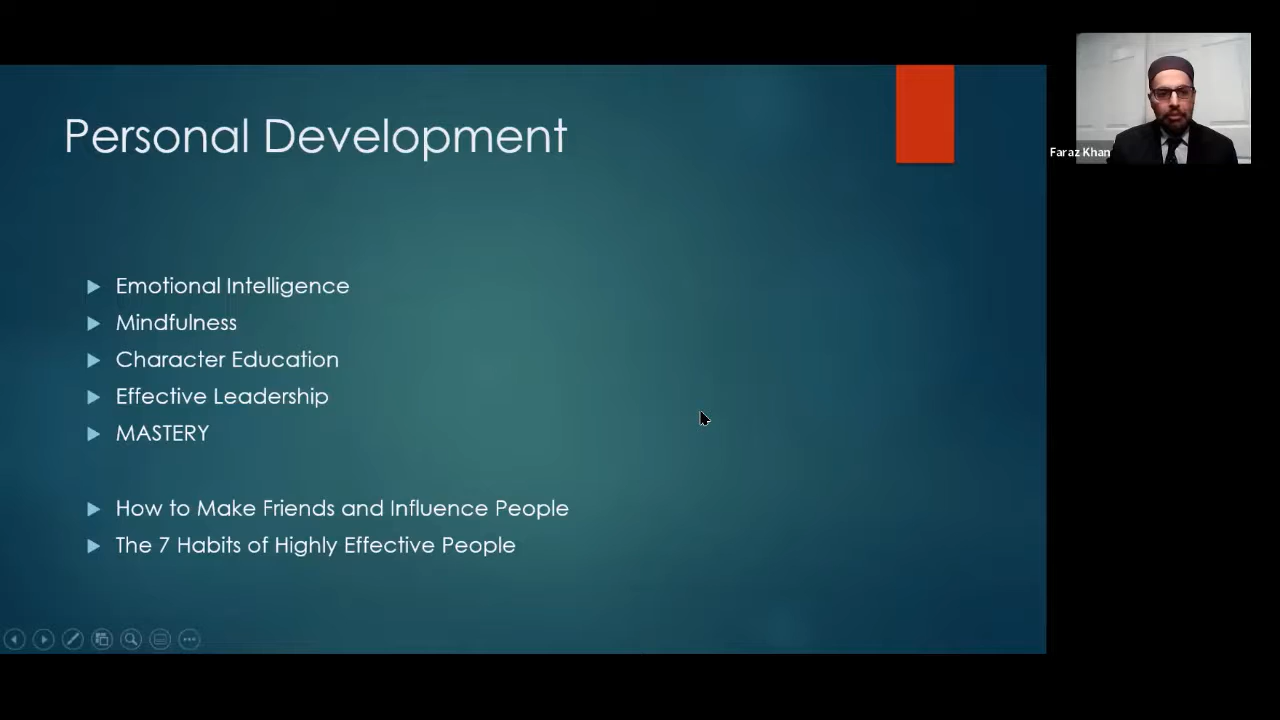 Personal Development
Faraz Khan
Emotional Intelligence
Mindfulness
Character Education
Effective Leadership
MASTERY
How to Make Friends and Influence People
The 7 Habits of Highly Effective People